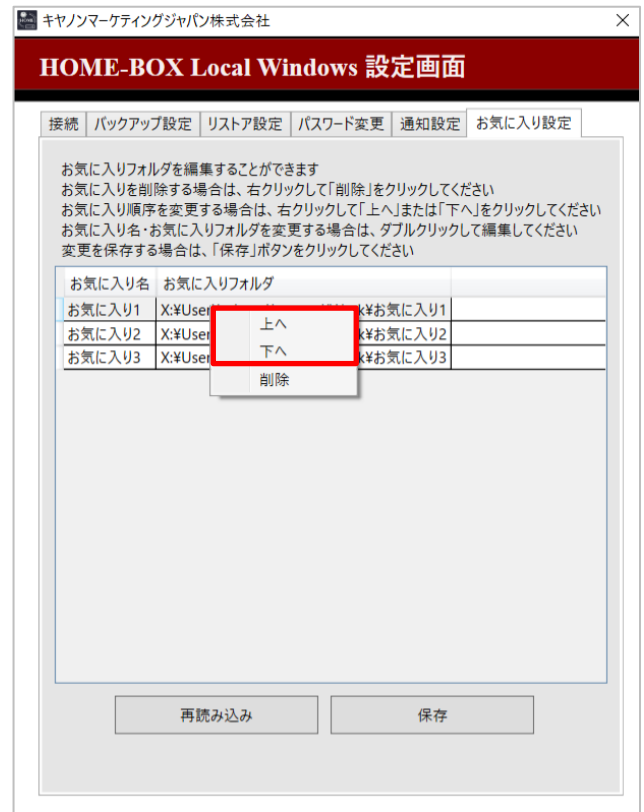 キヤノンマーケティングジャパン株式会社
HOME-BOX Local Windows 設定画面
接続 バックアップ設定 リストア設定 パスワード変更 通知設定 お気に入り設定
お気に入りフォルダを編集することができます
お気に入りを削除する場合は、右クリックして「削除」をクリックしてください
お気に入り順序を変更する場合は、右クリックして「上へ」または「下へ」をクリックしてください
お気に入り名・お気に入りフォルダを変更する場合は、ダブルクリックして編集してください
変更を保存する場合は、「保存」ボタンをクリックしてください
お気に入り名 お気に入りフォルダ
お気に入り1 X:¥User k¥お気に入り1
お気に入り2 X:¥User k¥お気に入り2
お気に入り3 X:¥User k¥お気に入り3
上へ
下へ
削除
再読み込み 保存